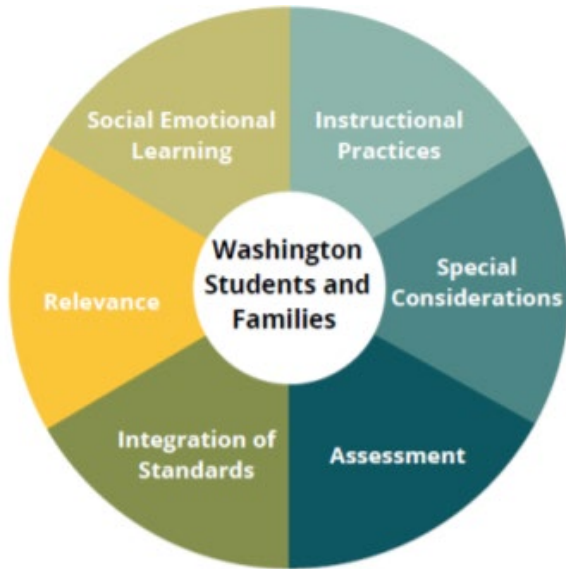 Social Emotional
Learning
Instructional
Practices
Washington
Students and
Families
Special
Considerations
Relevance
Integration of
Standards
Assessment